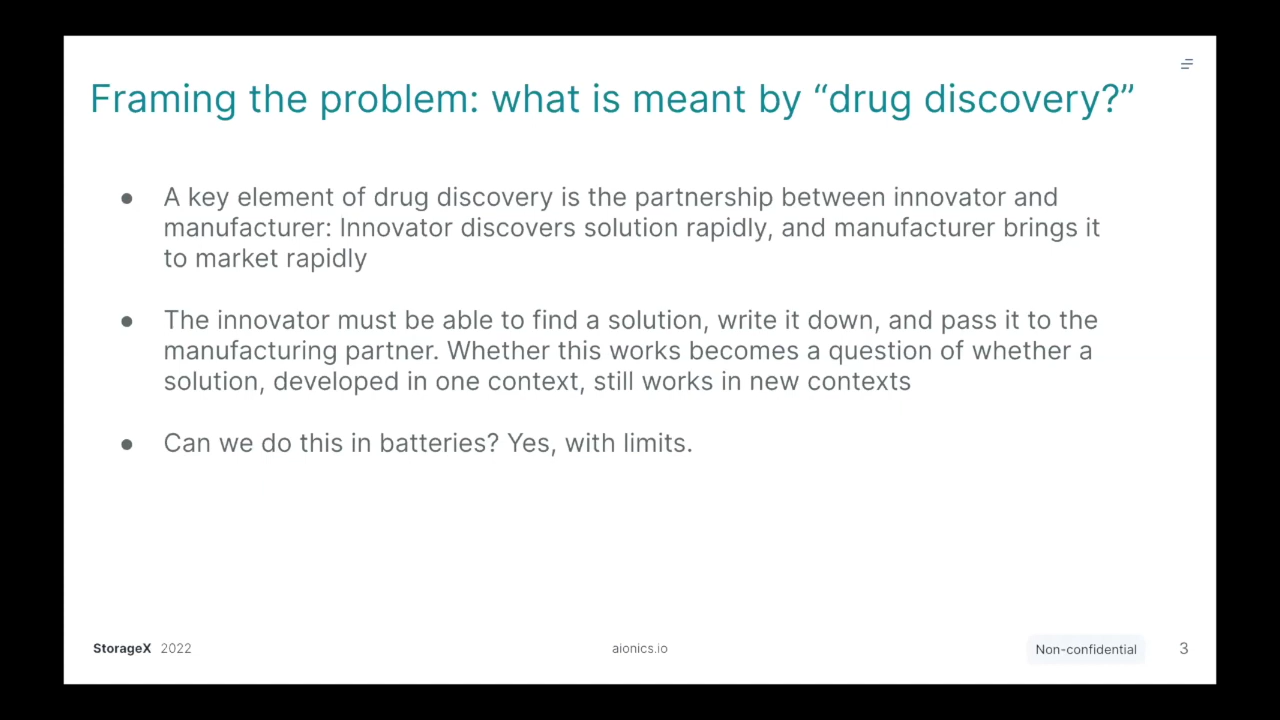 Framing the problem: what is meant by “drug discovery?”
● A key element of drug discovery is the partnership between innovator and
manufacturer: Innovator discovers solution rapidly, and manufacturer brings it
to market rapidly
● The innovator must be able to find a solution, write it down, and pass it to the
manufacturing partner. Whether this works becomes a question of whether a
solution, developed in one context, still works in new contexts
● Can we do this in batteries? Yes, with limits.
StorageX 2022
aionics.io
Non-confidential
3